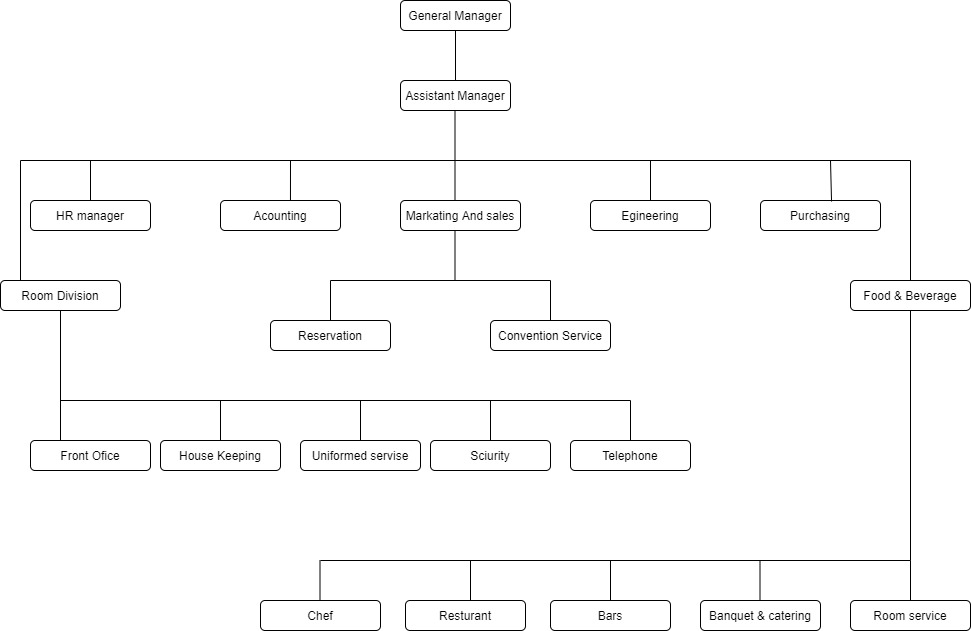 General Manager
Assistant Manager
HR manager
Acounting
Markating And sales
Egineering
Purchasing
Room Division
Food & Beverage
Reservation
Convention Service
Front Ofice
House Keeping
Uniformed servise
Sciurity
Telephone
Chef
Resturant
Bars
Banquet & catering
Room service